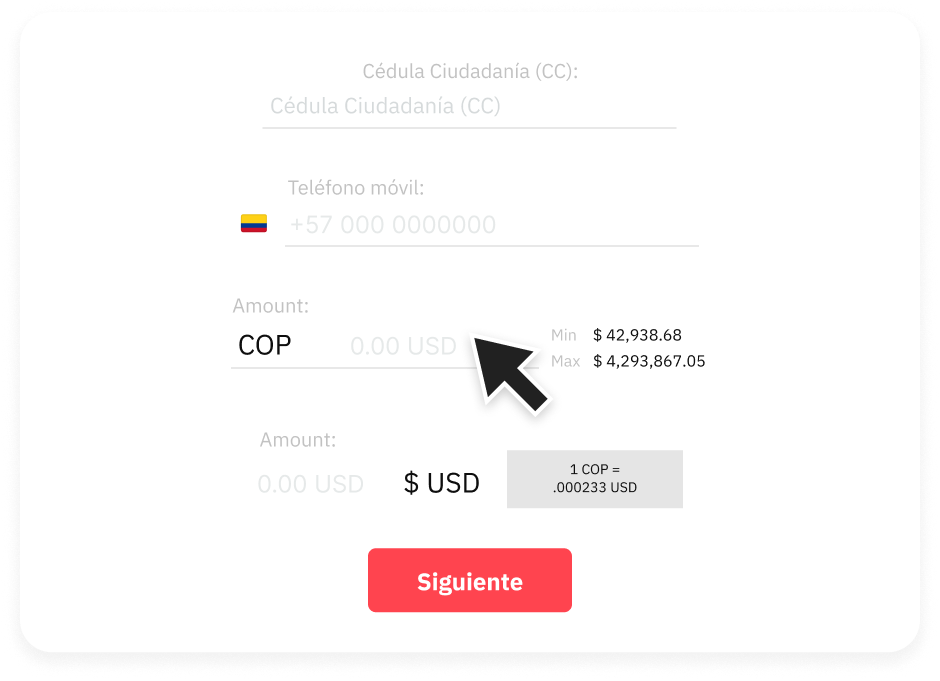 Cédula Ciudadanía (CC):
Cédula Ciudadanía (CC)
Teléfono móvil:
+57 000 0000000
Amount:
COP 0.00 USD
Min $ 42,938.68
Max $ 4,293,867.05
Amount:
0.00 USD $ USD
1 COP =
.000233 USD
Siguiente